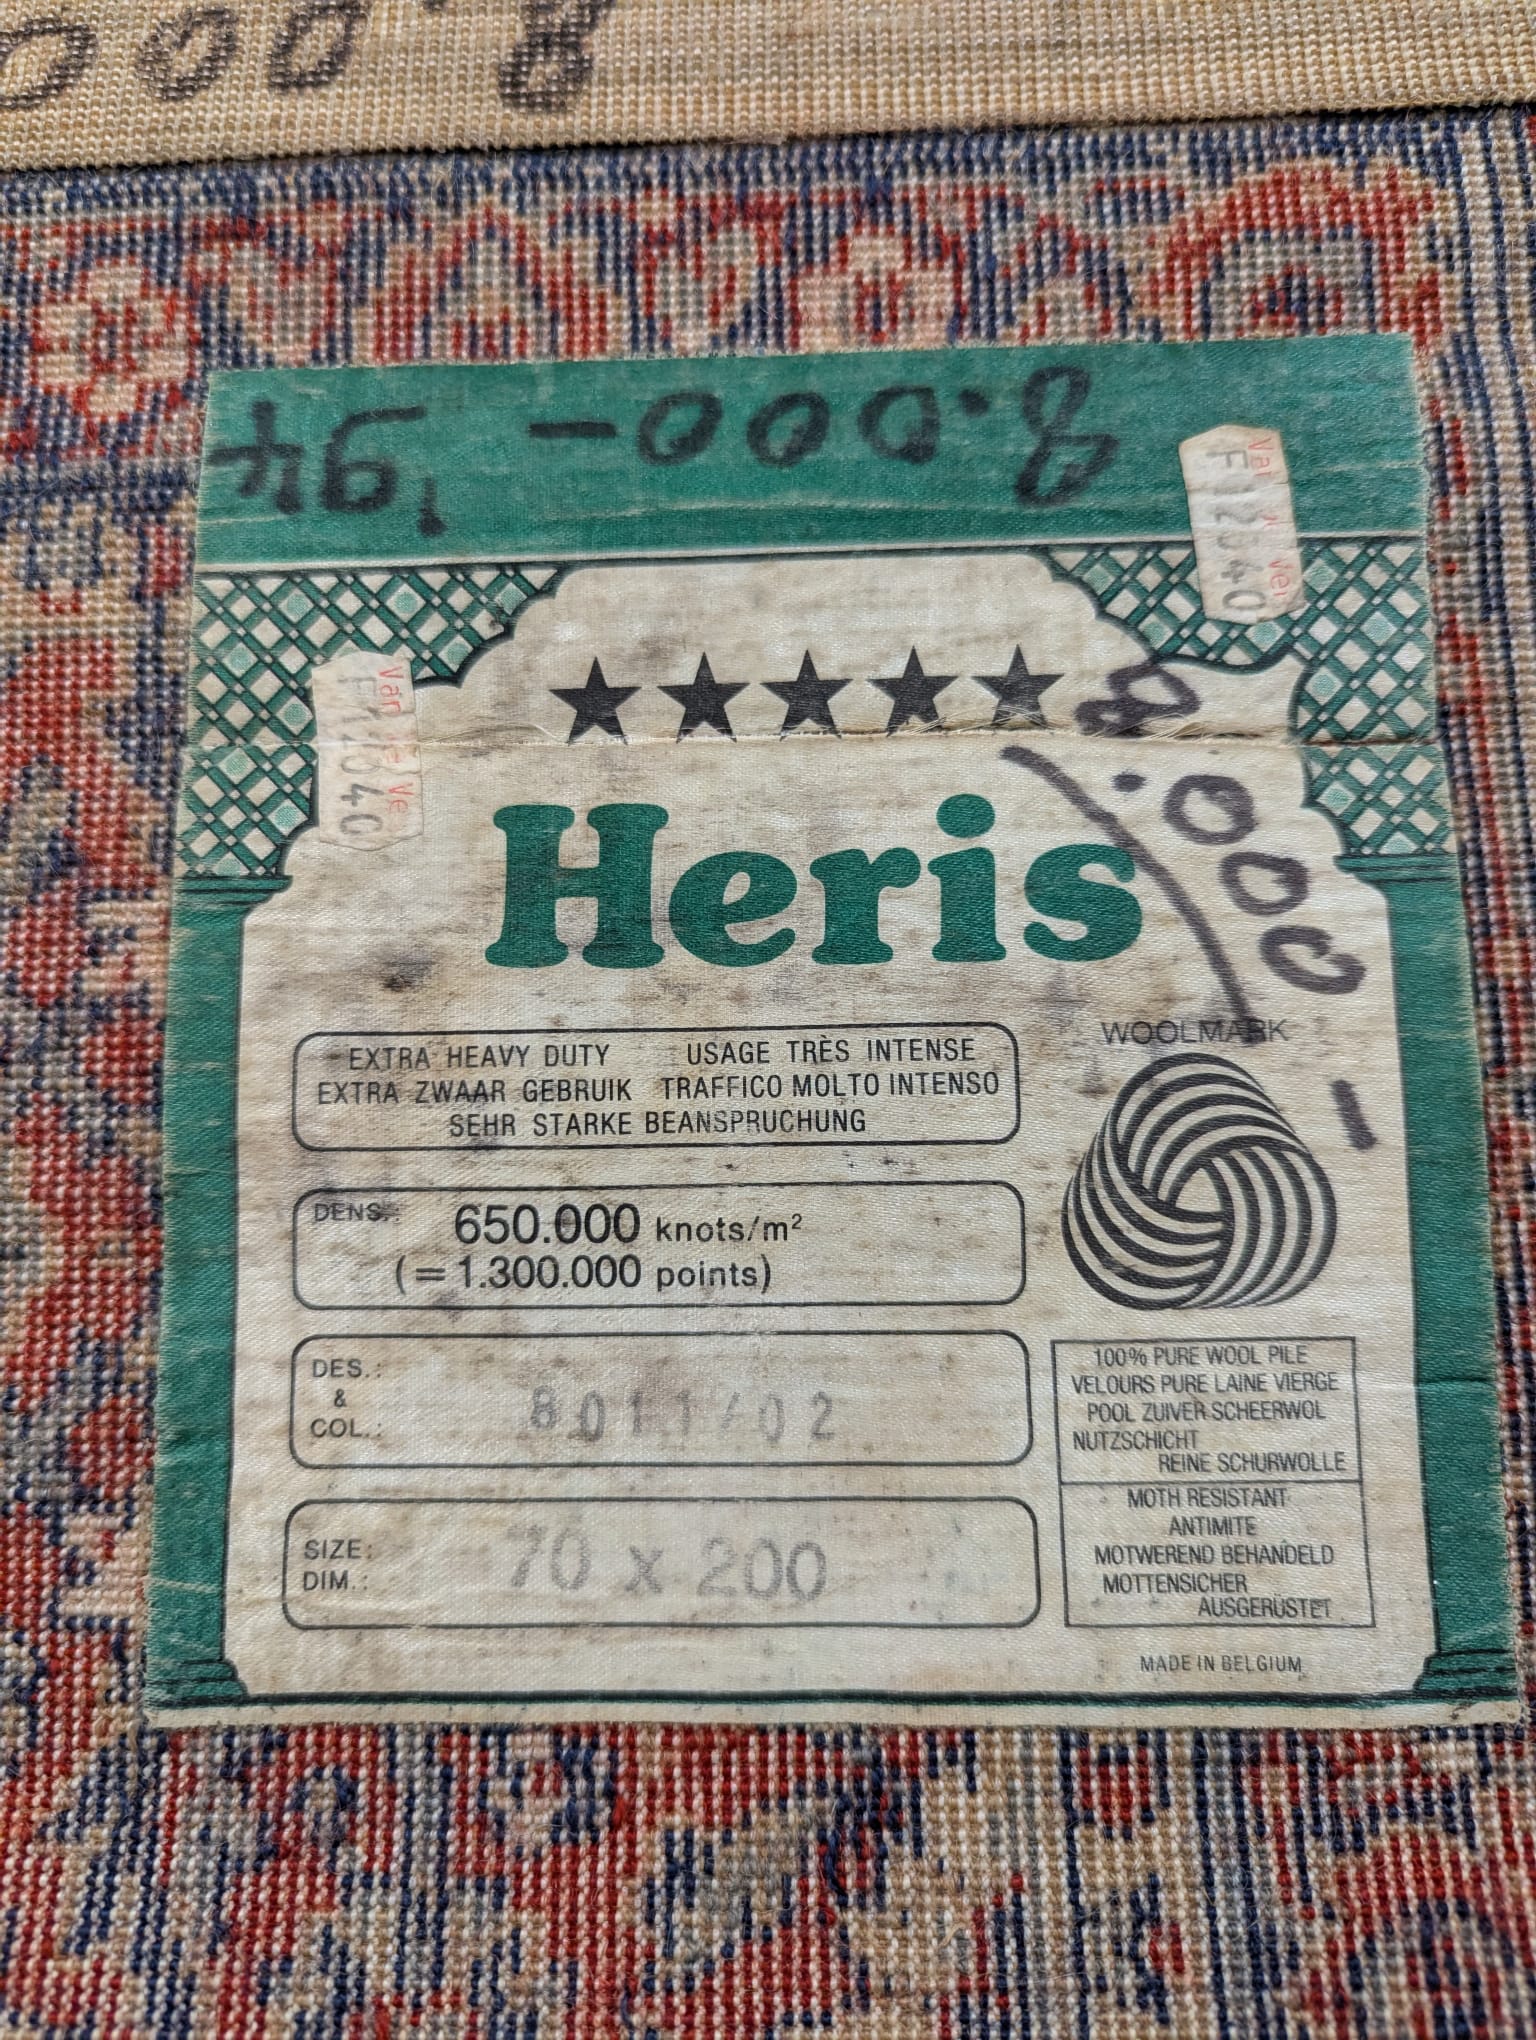 8.000
8.000-
'94
8.000-
Heris
WOOLMARK
EXTRA HEAVY DUTY USAGE TRÈS INTENSE
EXTRA ZWAAR GEBRUIK TRAFFICO MOLTO INTENSO
SEHR STARKE BEANSPRUCHUNG
DENS.: 650.000 knots/m²
(=1.300.000 points)
DES.:
&
COL.:
8011/02
SIZE:
DIM.:
70 x 200
100% PURE WOOL PILE
VELOURS PURE LAINE VIERGE
POOL ZUIVER SCHEERWOL
NUTZSCHICHT
REINE SCHURWOLLE
MOTH RESISTANT
ANTIMITE
MOTWEREND BEHANDELD
MOTTENSICHER
AUSGERÜSTET
MADE IN BELGIUM